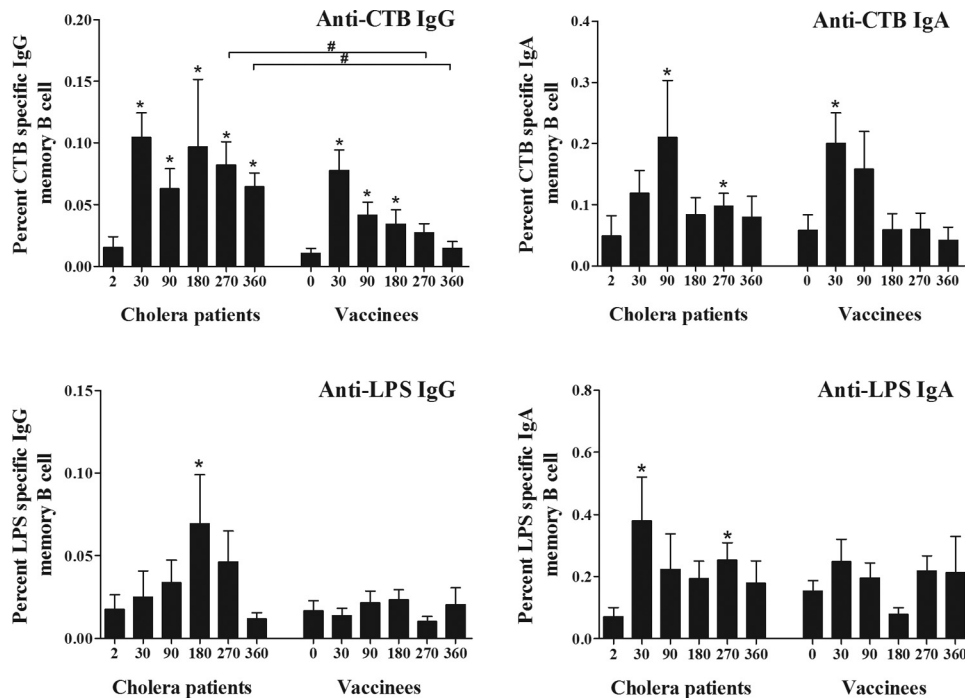 Anti-CTB IgG
Percent CTB specific IgG
memory B cell
0.20
0.15
0.10
0.05
0.00
* * * * * * * *
#
#
2 30 90 180 270 360 0 30 90 180 270 360
Cholera patients Vaccinees
Anti-CTB IgA
Percent CTB specific IgA
memory B cell
0.4
0.3
0.2
0.1
0.0
* * *
2 30 90 180 270 360 0 30 90 180 270 360
Cholera patients Vaccinees
Anti-LPS IgG
Percent LPS specific IgG
memory B cell
0.15
0.10
0.05
0.00
*
2 30 90 180 270 360 0 30 90 180 270 360
Cholera patients Vaccinees
Anti-LPS IgA
Percent LPS specific IgA
memory B cell
0.8
0.6
0.4
0.2
0.0
* *
2 30 90 180 270 360 0 30 90 180 270 360
Cholera patients Vaccinees